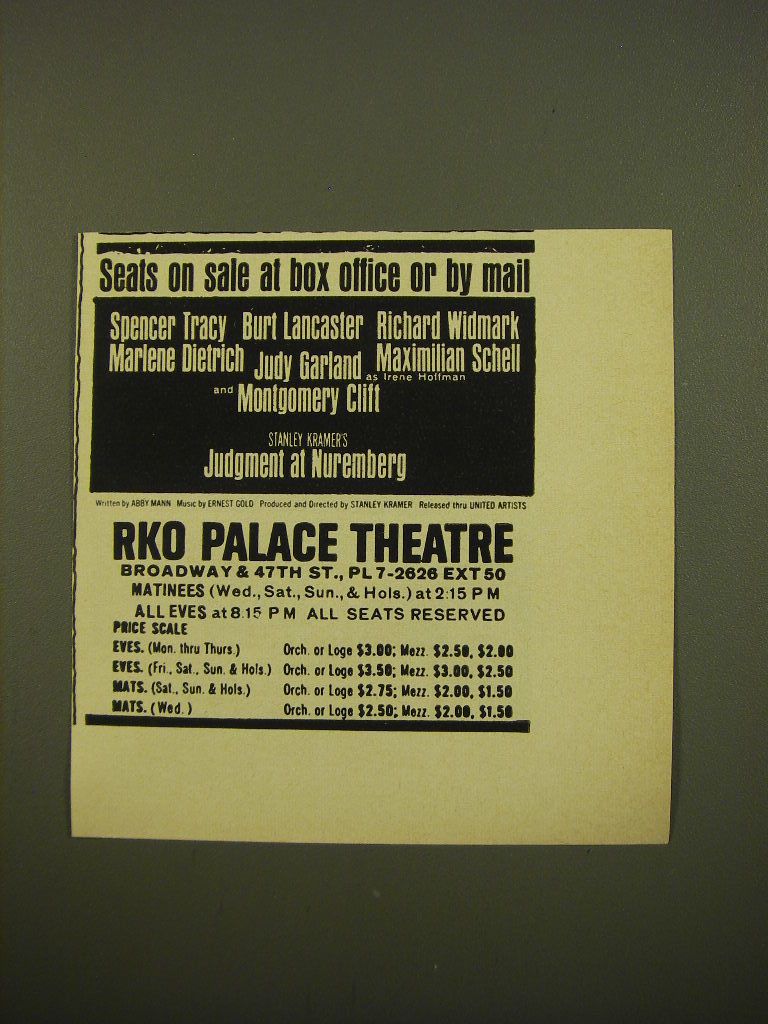 Seats on sale at box office or by mail
Spencer Tracy Burt Lancaster Richard Widmark
Marlene Dietrich Judy Garland Maximilian Schell
as Irene Hoffman
and Montgomery Clift
STANLEY KRAMER'S
Judgment at Nuremberg
Written by ABBY MANN Music by ERNEST GOLD Produced and Directed by STANLEY KRAMER Released thru UNITED ARTISTS
RKO PALACE THEATRE
BROADWAY & 47TH ST., PL 7-2626 EXT 50
MATINEES (Wed., Sat., Sun., & Hols.) at 2:15 P M
ALL EVES at 8:15 P M ALL SEATS RESERVED
PRICE SCALE
EVES. (Mon. thru Thurs.) Orch. or Loge $3.00; Mezz. $2.50, $2.00
EVES. (Fri., Sat., Sun. & Hols.) Orch. or Loge $3.50; Mezz. $3.00, $2.50
MATS. (Sat., Sun. & Hols.) Orch. or Loge $2.75; Mezz. $2.00, $1.50
MATS. (Wed.) Orch. or Loge $2.50; Mezz. $2.00, $1.50